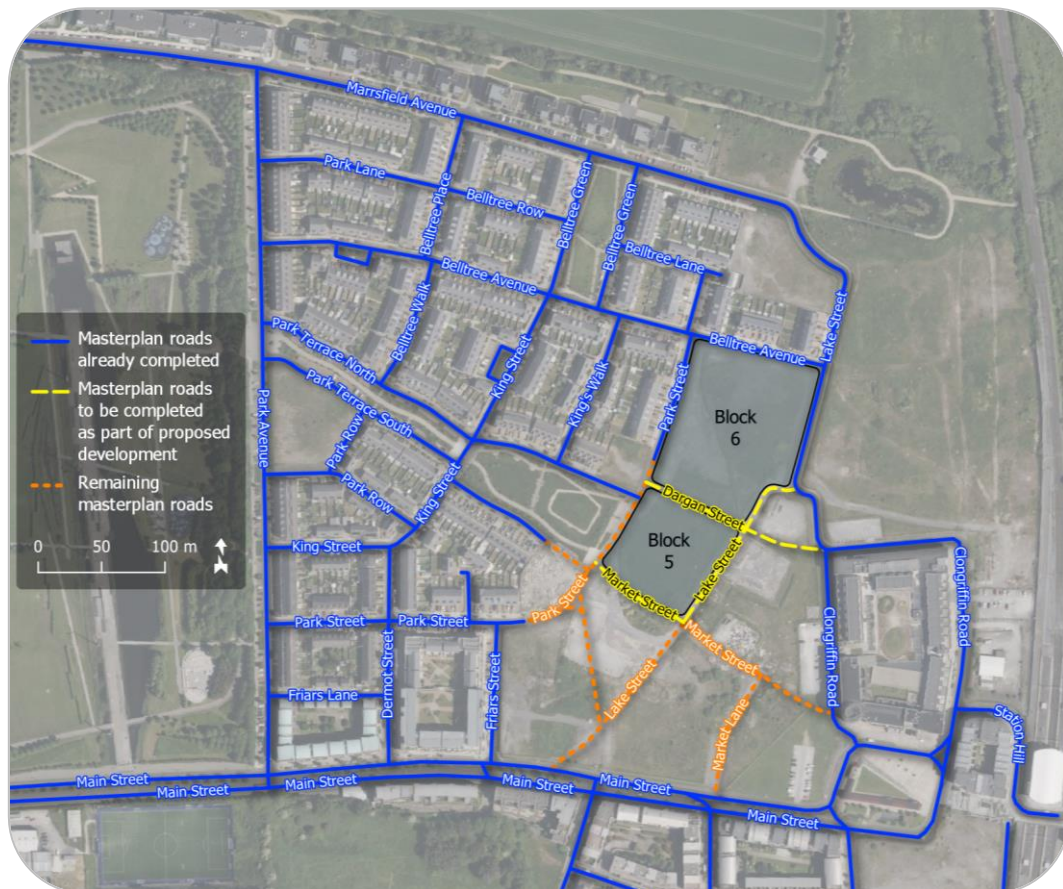 Marrsfield Avenue
Park Lane
Belltree Place
Belltree Row
Belltree Green
Belltree Green
Belltree Lane
Belltree Avenue
Belltree Walk
Belltree Avenue
Lake Street
Park Terrace North
Park Terrace South
King Street
King's Walk
Park Street
Block
6
Masterplan roads
already completed
Masterplan roads
to be completed
as part of proposed
development
Remaining
masterplan roads
0 50 100 m
Park Avenue
Park Row
Park Row
King Street
King Street
Dargan Street
Block
5
Lake Street
Market Street
Clongriffin Road
Clongriffin Road
Park Street
Park Street
Park Street
Dermot Street
Friars Street
Friars Lane
Lake Street
Market Street
Market Lane
Station Hill
Main Street
Main Street
Main Street
Main Street
Main Street
Main Street